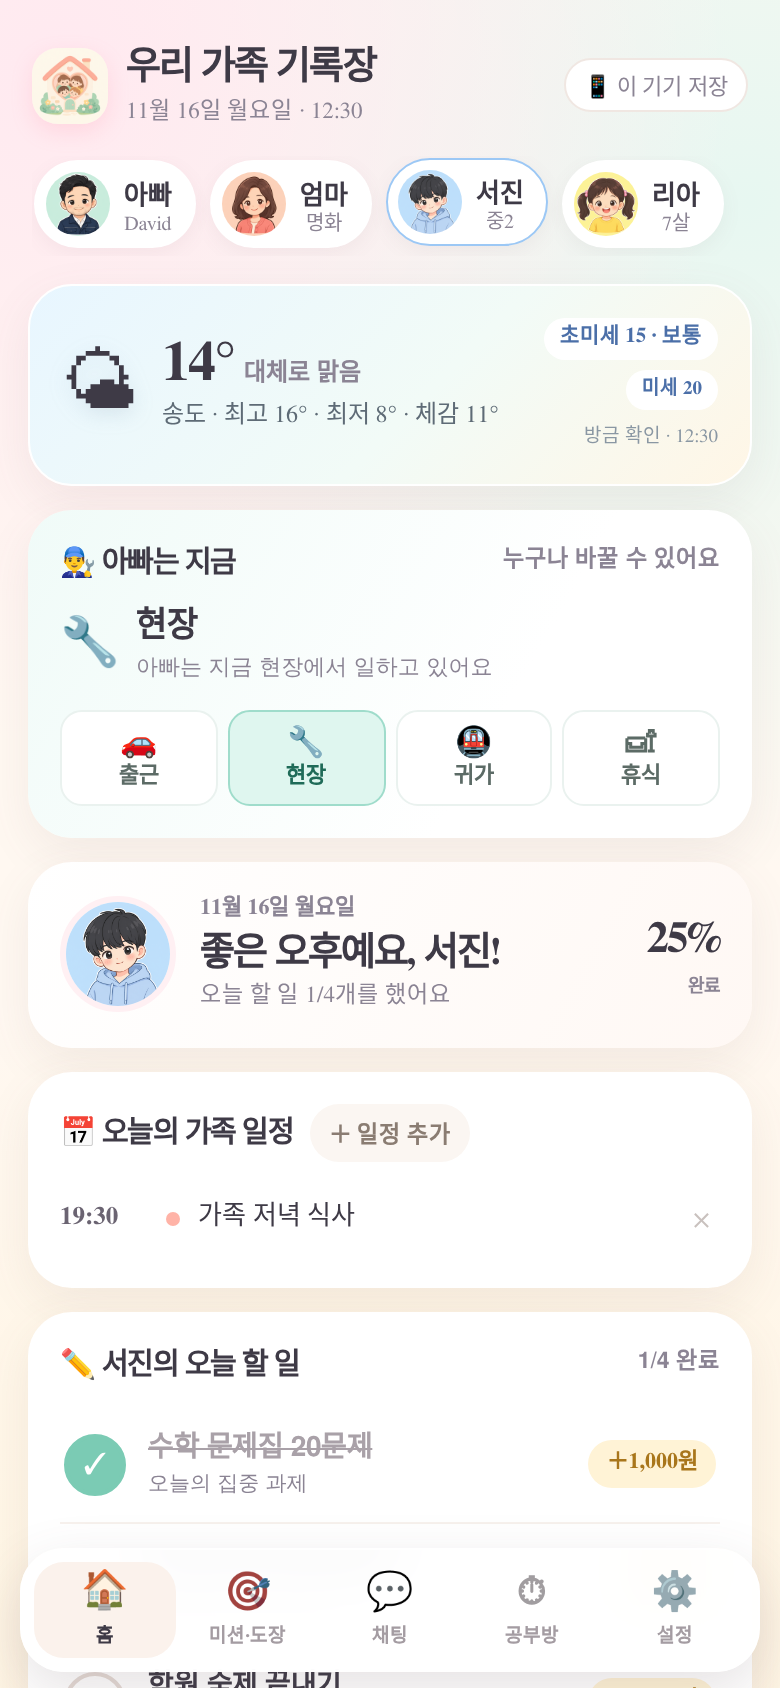 우리 가족 기록장
11월 16일 월요일 · 12:30
📱 이 기기 저장
아빠
David
엄마
명화
서진
중2
리아
7살
14° 대체로 맑음
송도 · 최고 16° · 최저 8° · 체감 11°
초미세 15 · 보통
미세 20
방금 확인 · 12:30
👨‍🔧 아빠는 지금
누구나 바꿀 수 있어요
현장
아빠는 지금 현장에서 일하고 있어요
출근
현장
귀가
휴식
11월 16일 월요일
좋은 오후예요, 서진!
오늘 할 일 1/4개를 했어요
25%
완료
📅 오늘의 가족 일정
+ 일정 추가
19:30
가족 저녁 식사
×
✏️ 서진의 오늘 할 일
1/4 완료
✓
수학 문제집 20문제
오늘의 집중 과제
+1,000원
홈
미션·도장
채팅
공부방
설정
학원 숙제 끝내기